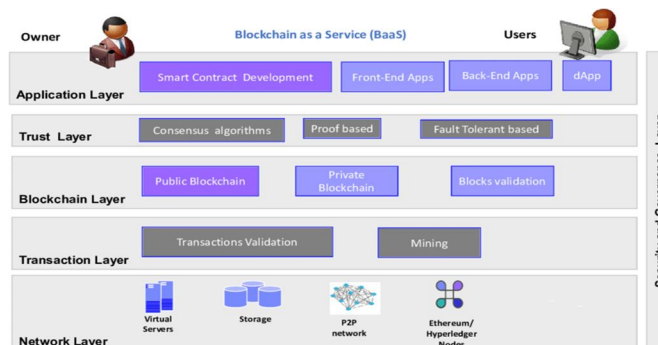 Owner
Blockchain as a Service (BaaS)
Users
Smart Contract Development
Front-End Apps
Back-End Apps
dApp
Application Layer
Consensus algorithms
Proof based
Fault Tolerant based
Trust Layer
Public Blockchain
Private
Blockchain
Blocks validation
Blockchain Layer
Transactions Validation
Mining
Transaction Layer
Virtual
Servers
Storage
P2P
network
Ethereum/
Hyperledger
Nodes
Network Layer